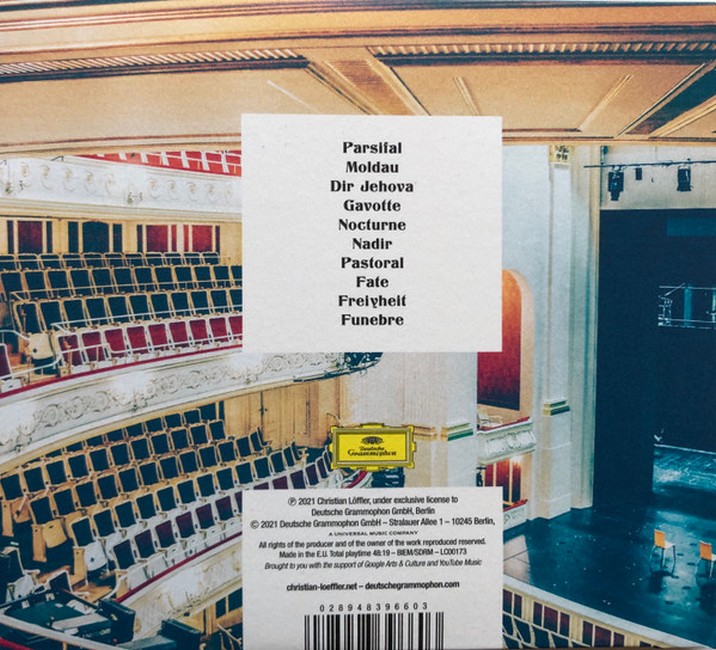 Parsifal
Moldau
Dir Jehova
Gavotte
Nocturne
Nadir
Pastoral
Fate
Freiyheit
Funebre
Deutsche
Grammophon
℗ 2021 Christian Löffler, under exclusive license to
Deutsche Grammophon GmbH, Berlin
© 2021 Deutsche Grammophon GmbH – Stralauer Allee 1 – 10245 Berlin,
A UNIVERSAL MUSIC COMPANY
All rights of the producer and of the owner of the work reproduced reserved.
Made in the E.U. Total playtime 48:19 – BIEM/SDRM – LC00173
Brought to you with the support of Google Arts & Culture and YouTube Music
christian-loeffler.net – deutschegrammophon.com
0 28948 39660 3